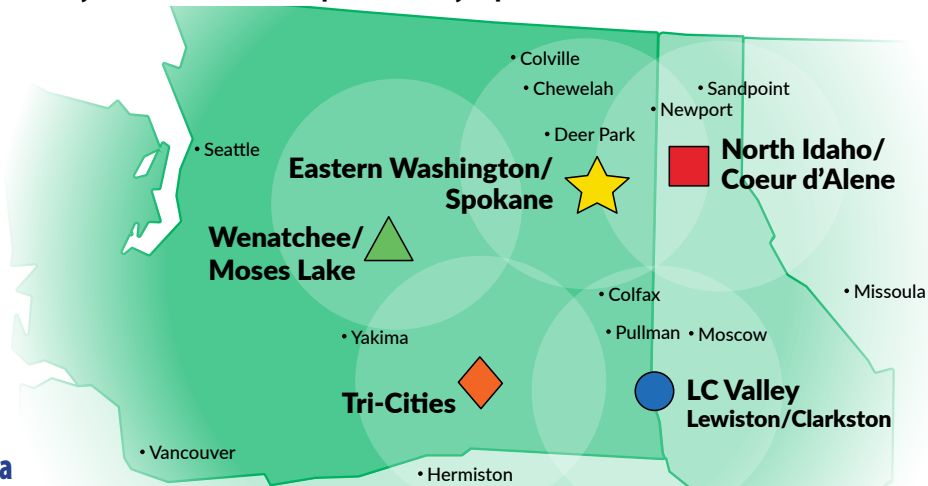 • Colville
• Chewelah
• Sandpoint
• Newport
• Deer Park
• Seattle
North Idaho/
Coeur d’Alene
Eastern Washington/
Spokane
Wenatchee/
Moses Lake
• Colfax
• Missoula
• Pullman
• Moscow
• Yakima
Tri-Cities
LC Valley
Lewiston/Clarkston
• Vancouver
a
• Hermiston